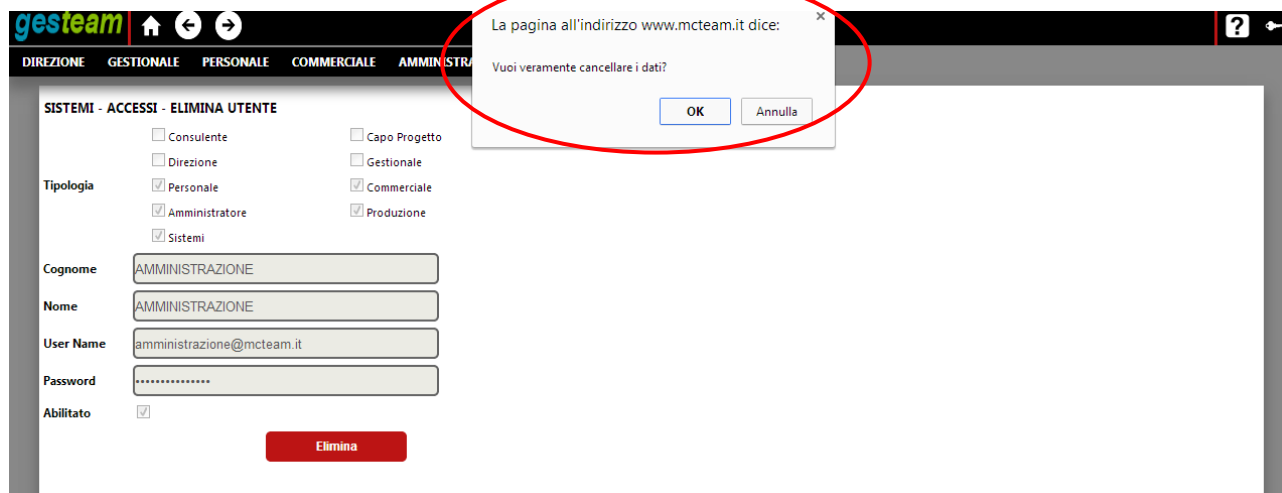 gesteam
La pagina all'indirizzo www.mcteam.it dice:
×
?
DIREZIONE GESTIONALE PERSONALE COMMERCIALE AMMINISTRA
Vuoi veramente cancellare i dati?
OK Annulla
SISTEMI - ACCESSI - ELIMINA UTENTE
Consulente Capo Progetto
Direzione Gestionale
Tipologia Personale Commerciale
Amministratore Produzione
Sistemi
Cognome AMMINISTRAZIONE
Nome AMMINISTRAZIONE
User Name amministrazione@mcteam.it
Password •••••••••••••••
Abilitato
Elimina